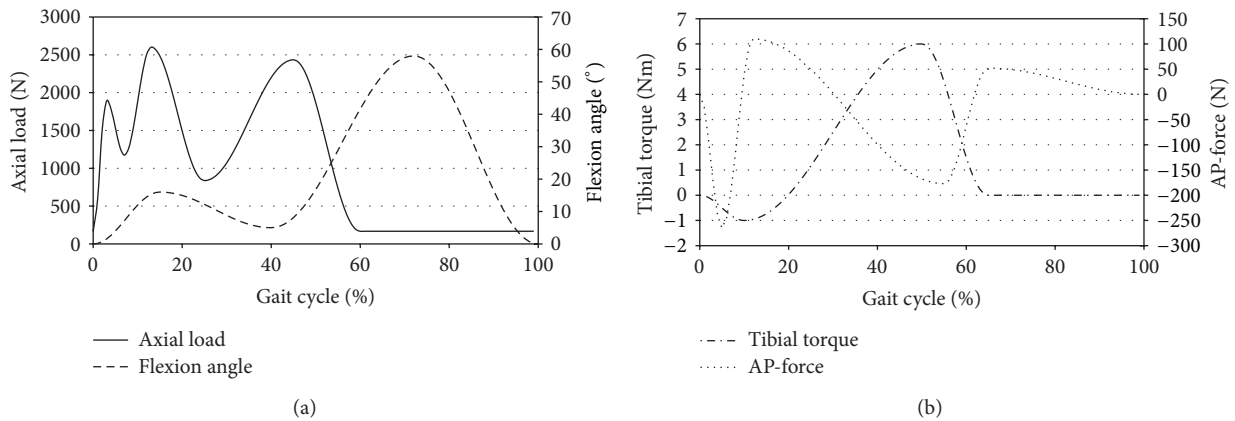 3000
2500
2000
1500
1000
500
0
Axial load (N)
70
60
50
40
30
20
10
0
Flexion angle (°)
0 20 40 60 80 100
Gait cycle (%)
Axial load
Flexion angle
(a)
7
6
5
4
3
2
1
0
−1
−2
Tibial torque (Nm)
150
100
50
0
−50
−100
−150
−200
−250
−300
AP-force (N)
0 20 40 60 80 100
Gait cycle (%)
Tibial torque
AP-force
(b)